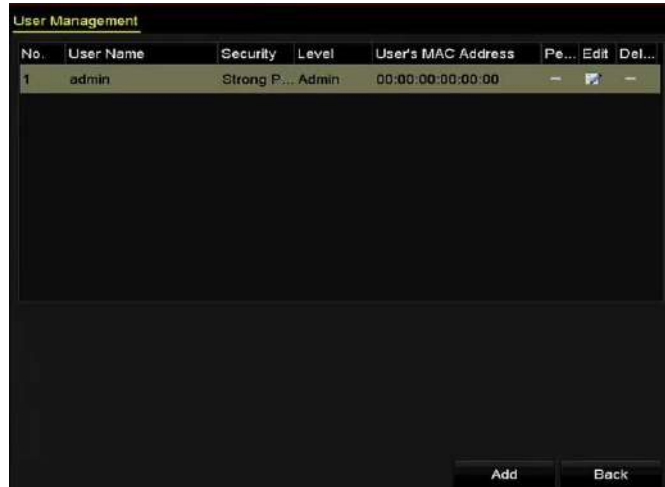 User Management
No. User Name Security Level User's MAC Address Pe... Edit Del...
1 admin Strong P... Admin 00:00:00:00:00:00 – –
Add Back